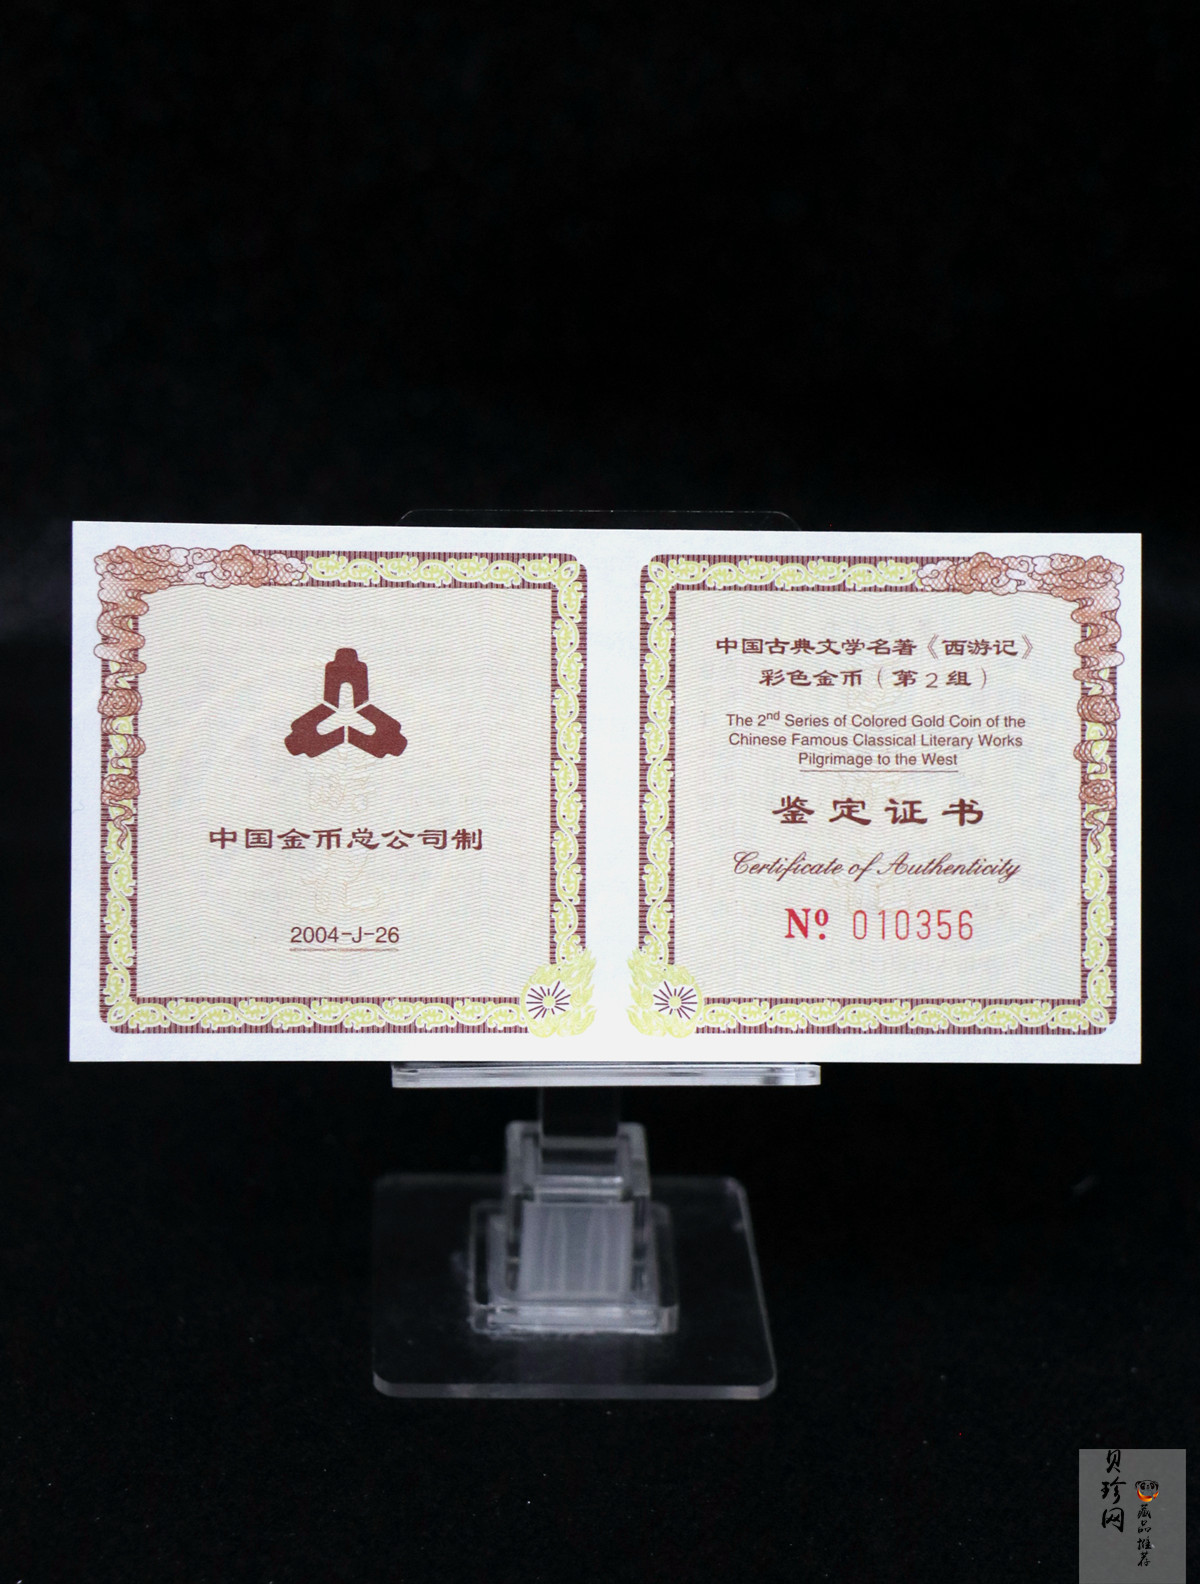 中国金币总公司制
2004-J-26
中国古典文学名著《西游记》
彩色金币（第2组）
The 2nd Series of Colored Gold Coin of the
Chinese Famous Classical Literary Works
Pilgrimage to the West
鉴定证书
Certificate of Authenticity
Nº 010356
贝珍网
藏品推荐